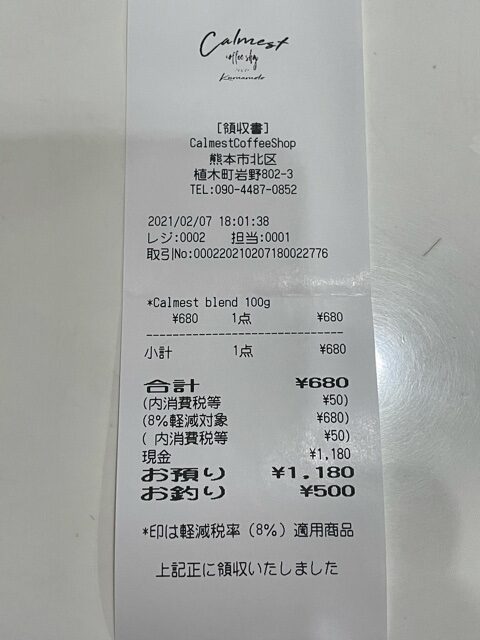 Calmest
coffee shop
Kumamoto
[領収書]
CalmestCoffeeShop
熊本市北区
植木町岩野802-3
TEL:090-4487-0852
2021/02/07 18:01:38
レジ:0002 担当:0001
取引No:000220210207180022776
*Calmest blend 100g
¥680 1点 ¥680
--------------------------------
小計 1点 ¥680
合計 ¥680
(内消費税等 ¥50)
(8%軽減対象 ¥680)
( 内消費税等 ¥50)
現金 ¥1,180
お預り ¥1,180
お釣り ¥500
*印は軽減税率(8%)適用商品
上記正に領収いたしました